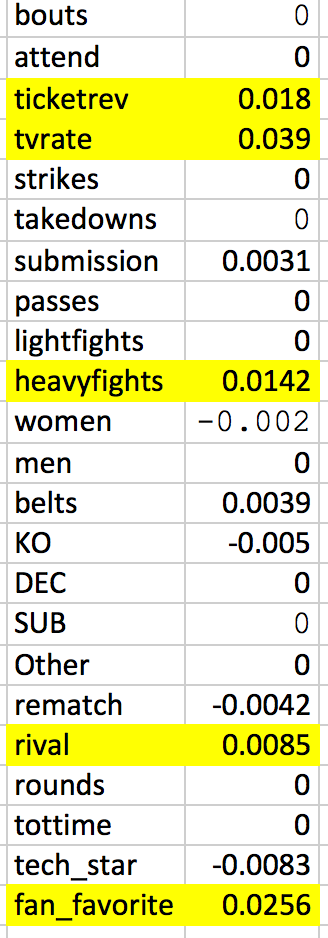 bouts 0
attend 0
ticketrev 0.018
tvrate 0.039
strikes 0
takedowns 0
submission 0.0031
passes 0
lightfights 0
heavyfights 0.0142
women -0.002
men 0
belts 0.0039
KO -0.005
DEC 0
SUB 0
Other 0
rematch -0.0042
rival 0.0085
rounds 0
tottime 0
tech_star -0.0083
fan_favorite 0.0256